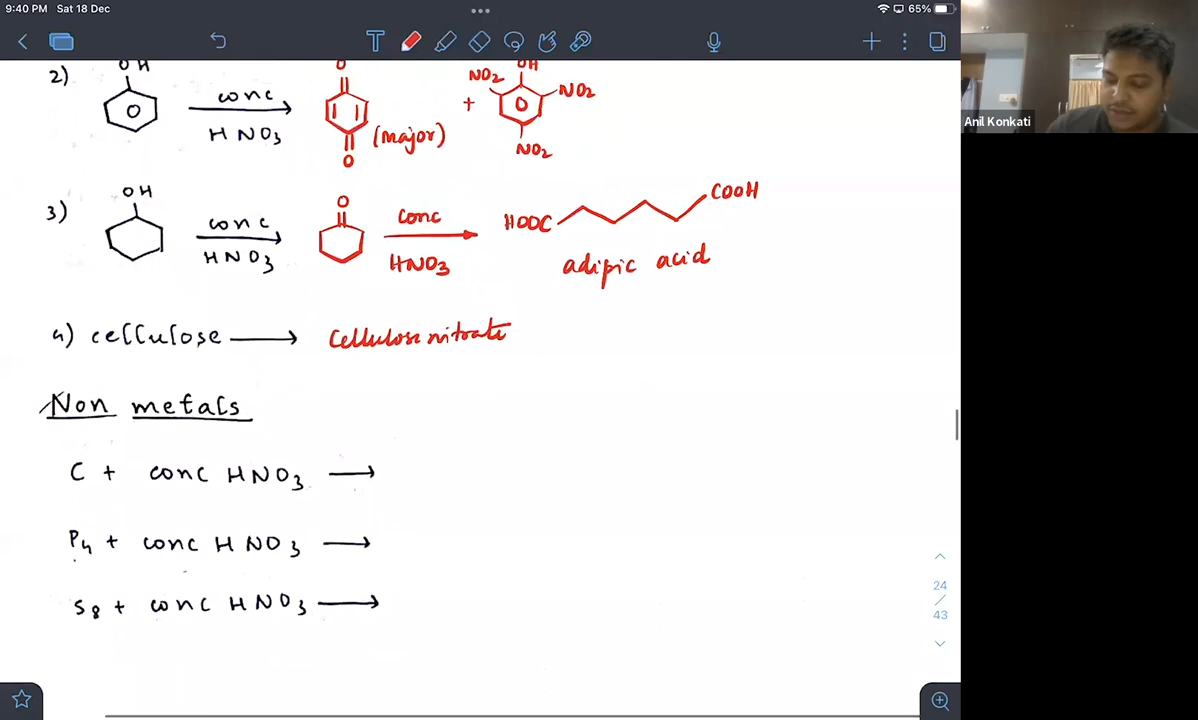 9:40 PM Sat 18 Dec
65%
Anil Konkati
2) OH conc HNO3 O O (major) + OH NO2 NO2 NO2
3) OH conc HNO3 O conc HNO3 HOOC COOH
adipic acid
4) cellulose → Cellulose nitrate
Non metals
C + conc HNO3 →
P4 + conc HNO3 →
S8 + conc HNO3 →
24
/
43